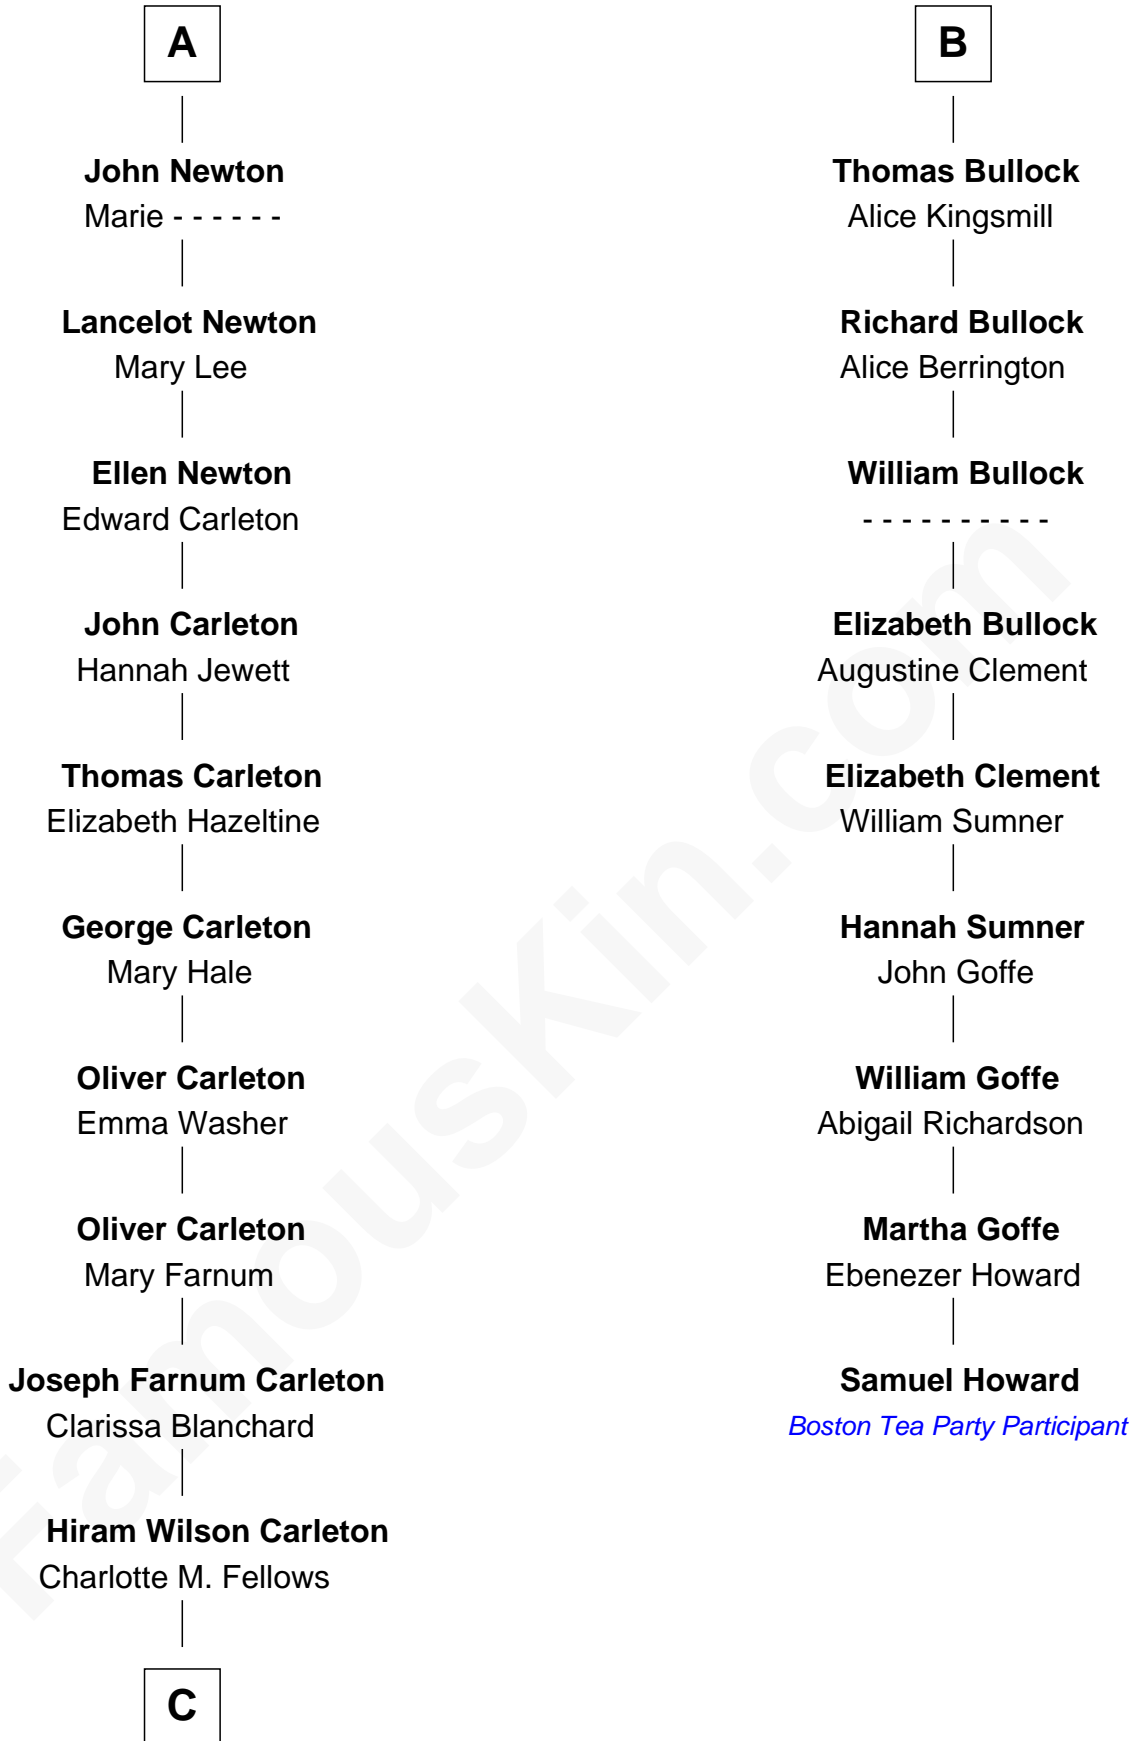 A
John Newton
Marie - - - - - -
Lancelot Newton
Mary Lee
Ellen Newton
Edward Carleton
John Carleton
Hannah Jewett
Thomas Carleton
Elizabeth Hazeltine
George Carleton
Mary Hale
Oliver Carleton
Emma Washer
Oliver Carleton
Mary Farnum
Joseph Farnum Carleton
Clarissa Blanchard
Hiram Wilson Carleton
Charlotte M. Fellows
C
B
Thomas Bullock
Alice Kingsmill
Richard Bullock
Alice Berrington
William Bullock
- - - - - - - - - -
Elizabeth Bullock
Augustine Clement
Elizabeth Clement
William Sumner
Hannah Sumner
John Goffe
William Goffe
Abigail Richardson
Martha Goffe
Ebenezer Howard
Samuel Howard
Boston Tea Party Participant
FamousKin.com